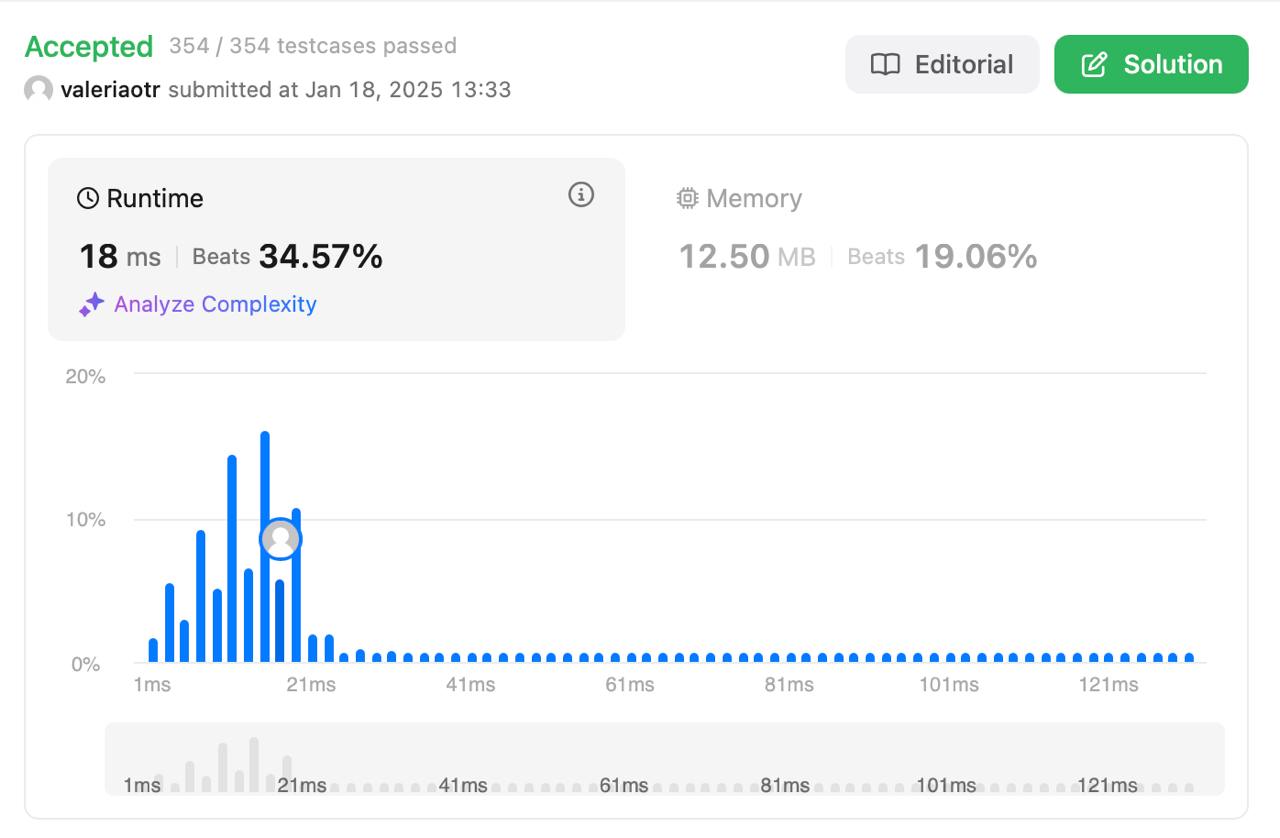 Accepted 354 / 354 testcases passed
Editorial
Solution
valeriaotr submitted at Jan 18, 2025 13:33
Runtime
18 ms Beats 34.57%
Analyze Complexity
Memory
12.50 MB Beats 19.06%
20%
10%
0%
1ms 21ms 41ms 61ms 81ms 101ms 121ms
1ms 21ms 41ms 61ms 81ms 101ms 121ms